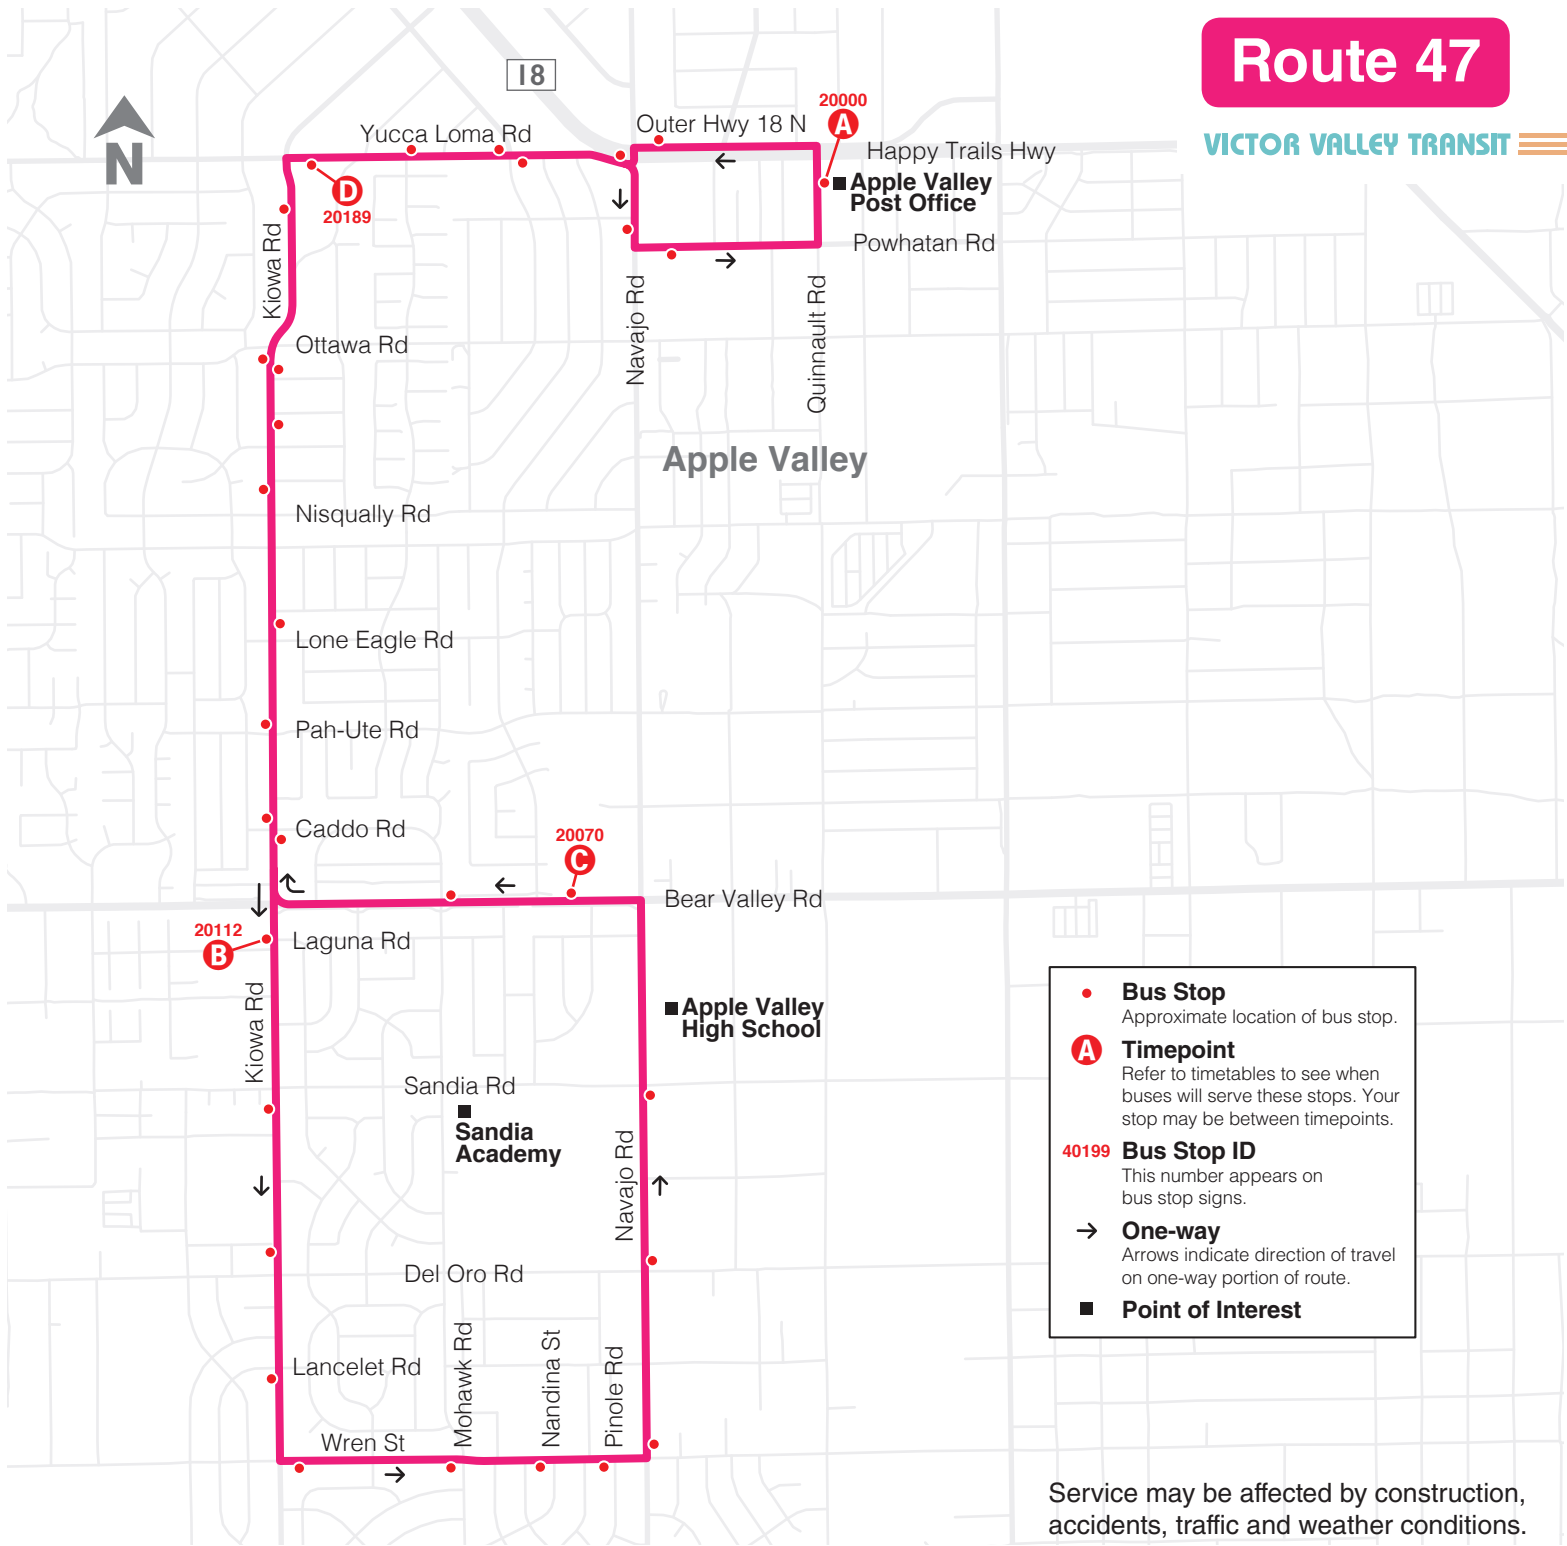 Route 47
VICTOR VALLEY TRANSIT
18
N
Yucca Loma Rd
Outer Hwy 18 N
20000
A
Happy Trails Hwy
Apple Valley
Post Office
D
20189
Powhatan Rd
Kiowa Rd
Navajo Rd
Quinnault Rd
Ottawa Rd
Apple Valley
Nisqually Rd
Lone Eagle Rd
Pah-Ute Rd
Caddo Rd
20070
C
Bear Valley Rd
20112
B
Laguna Rd
Kiowa Rd
Apple Valley
High School
Sandia Rd
Sandia
Academy
Navajo Rd
Del Oro Rd
Lancelet Rd
Mohawk Rd
Nandina St
Pinole Rd
Wren St
Bus Stop
Approximate location of bus stop.
A
Timepoint
Refer to timetables to see when
buses will serve these stops. Your
stop may be between timepoints.
40199
Bus Stop ID
This number appears on
bus stop signs.
One-way
Arrows indicate direction of travel
on one-way portion of route.
Point of Interest
Service may be affected by construction,
accidents, traffic and weather conditions.